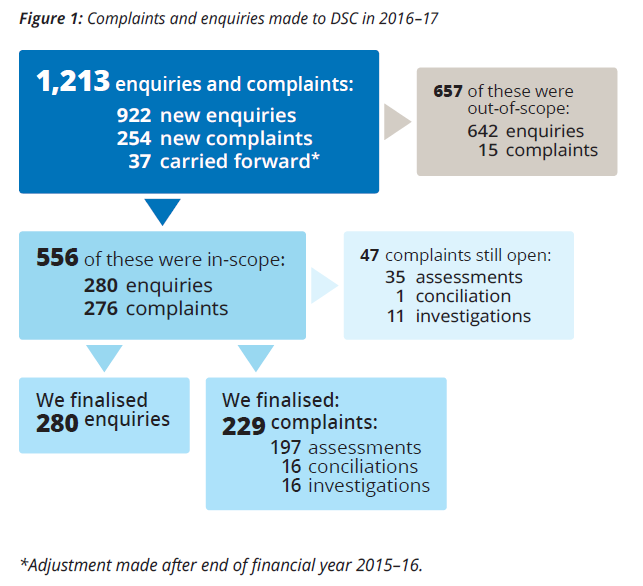 Figure 1: Complaints and enquiries made to DSC in 2016–17
1,213 enquiries and complaints:
922 new enquiries
254 new complaints
37 carried forward*
657 of these were
out-of-scope:
642 enquiries
15 complaints
556 of these were in-scope:
280 enquiries
276 complaints
47 complaints still open:
35 assessments
1 conciliation
11 investigations
We finalised
280 enquiries
We finalised:
229 complaints:
197 assessments
16 conciliations
16 investigations
*Adjustment made after end of financial year 2015–16.